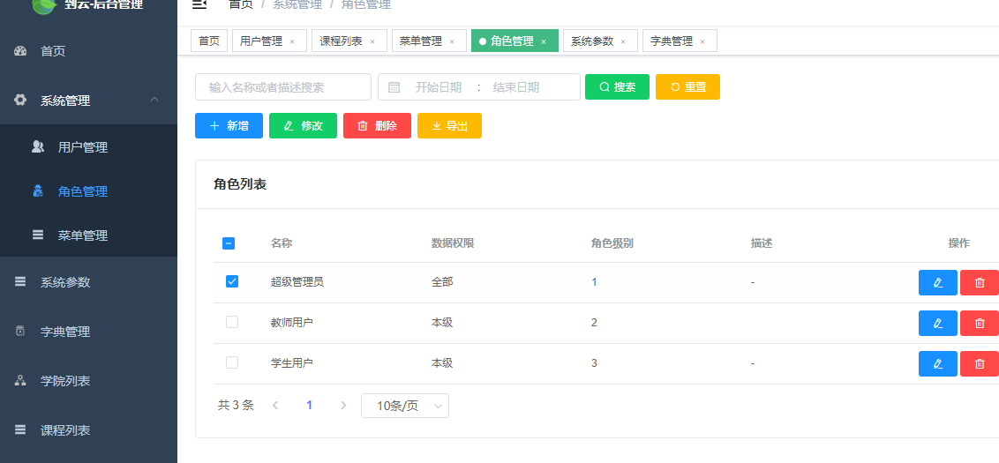 到云-后台管理
首页
系统管理
用户管理
角色管理
菜单管理
系统参数
字典管理
学院列表
课程列表
首页 / 系统管理 / 角色管理
首页 用户管理 × 课程列表 × 菜单管理 × 角色管理 × 系统参数 × 字典管理 ×
输入名称或者描述搜索 开始日期 : 结束日期 搜索 重置
新增 修改 删除 导出
角色列表
名称 数据权限 角色级别 描述 操作
超级管理员 全部 1 -
教师用户 本级 2
学生用户 本级 3 -
共 3 条 1 10条/页